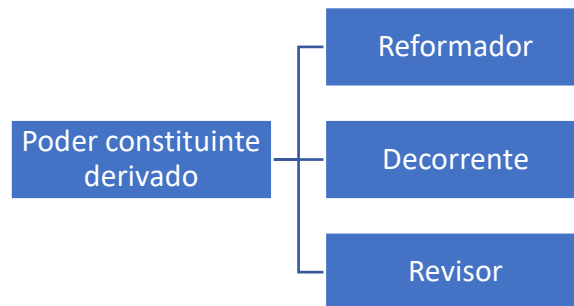 Reformador
Poder constituinte
derivado
Decorrente
Revisor